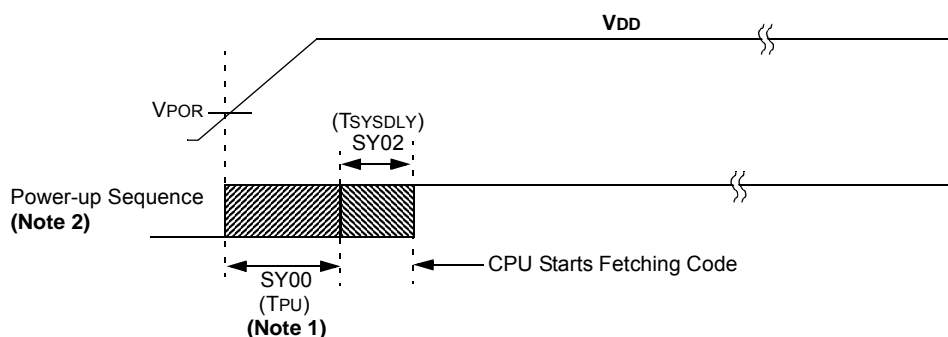 VDD
VPOR
(TSYSDLY)
SY02
Power-up Sequence
(Note 2)
CPU Starts Fetching Code
SY00
(TPU)
(Note 1)